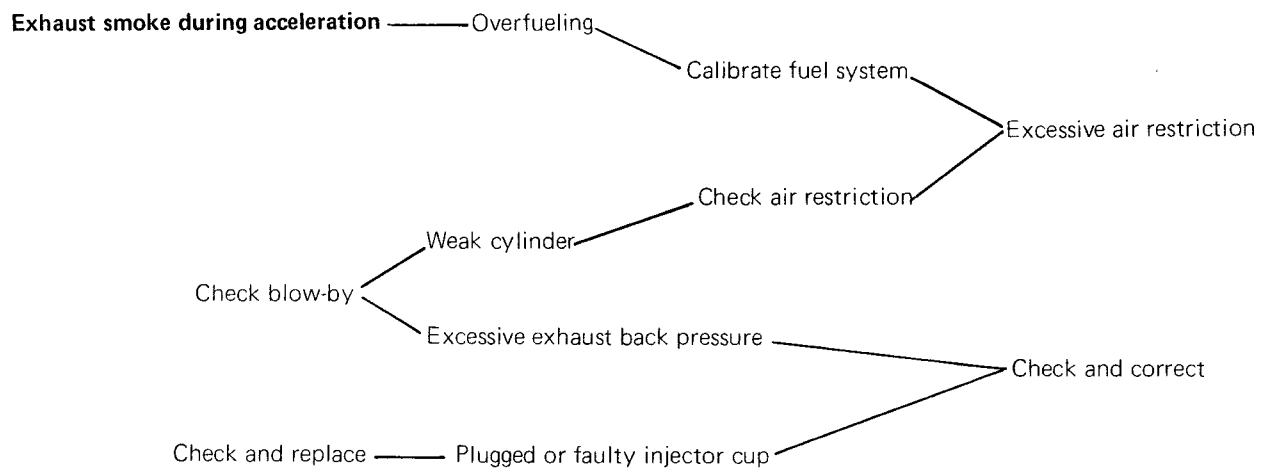 Exhaust smoke during acceleration
Overfueling
Calibrate fuel system
Excessive air restriction
Check air restriction
Weak cylinder
Check blow-by
Excessive exhaust back pressure
Check and correct
Plugged or faulty injector cup
Check and replace